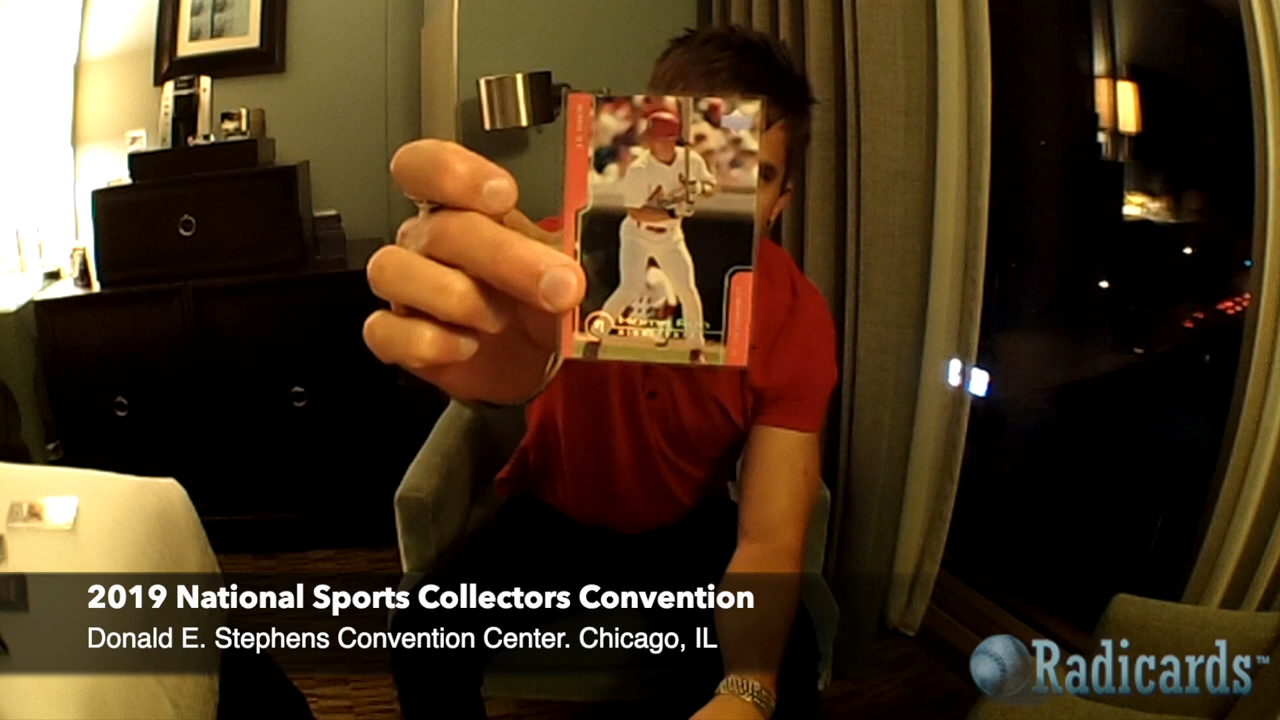 2019 National Sports Collectors Convention
Donald E. Stephens Convention Center. Chicago, IL
Radicards™